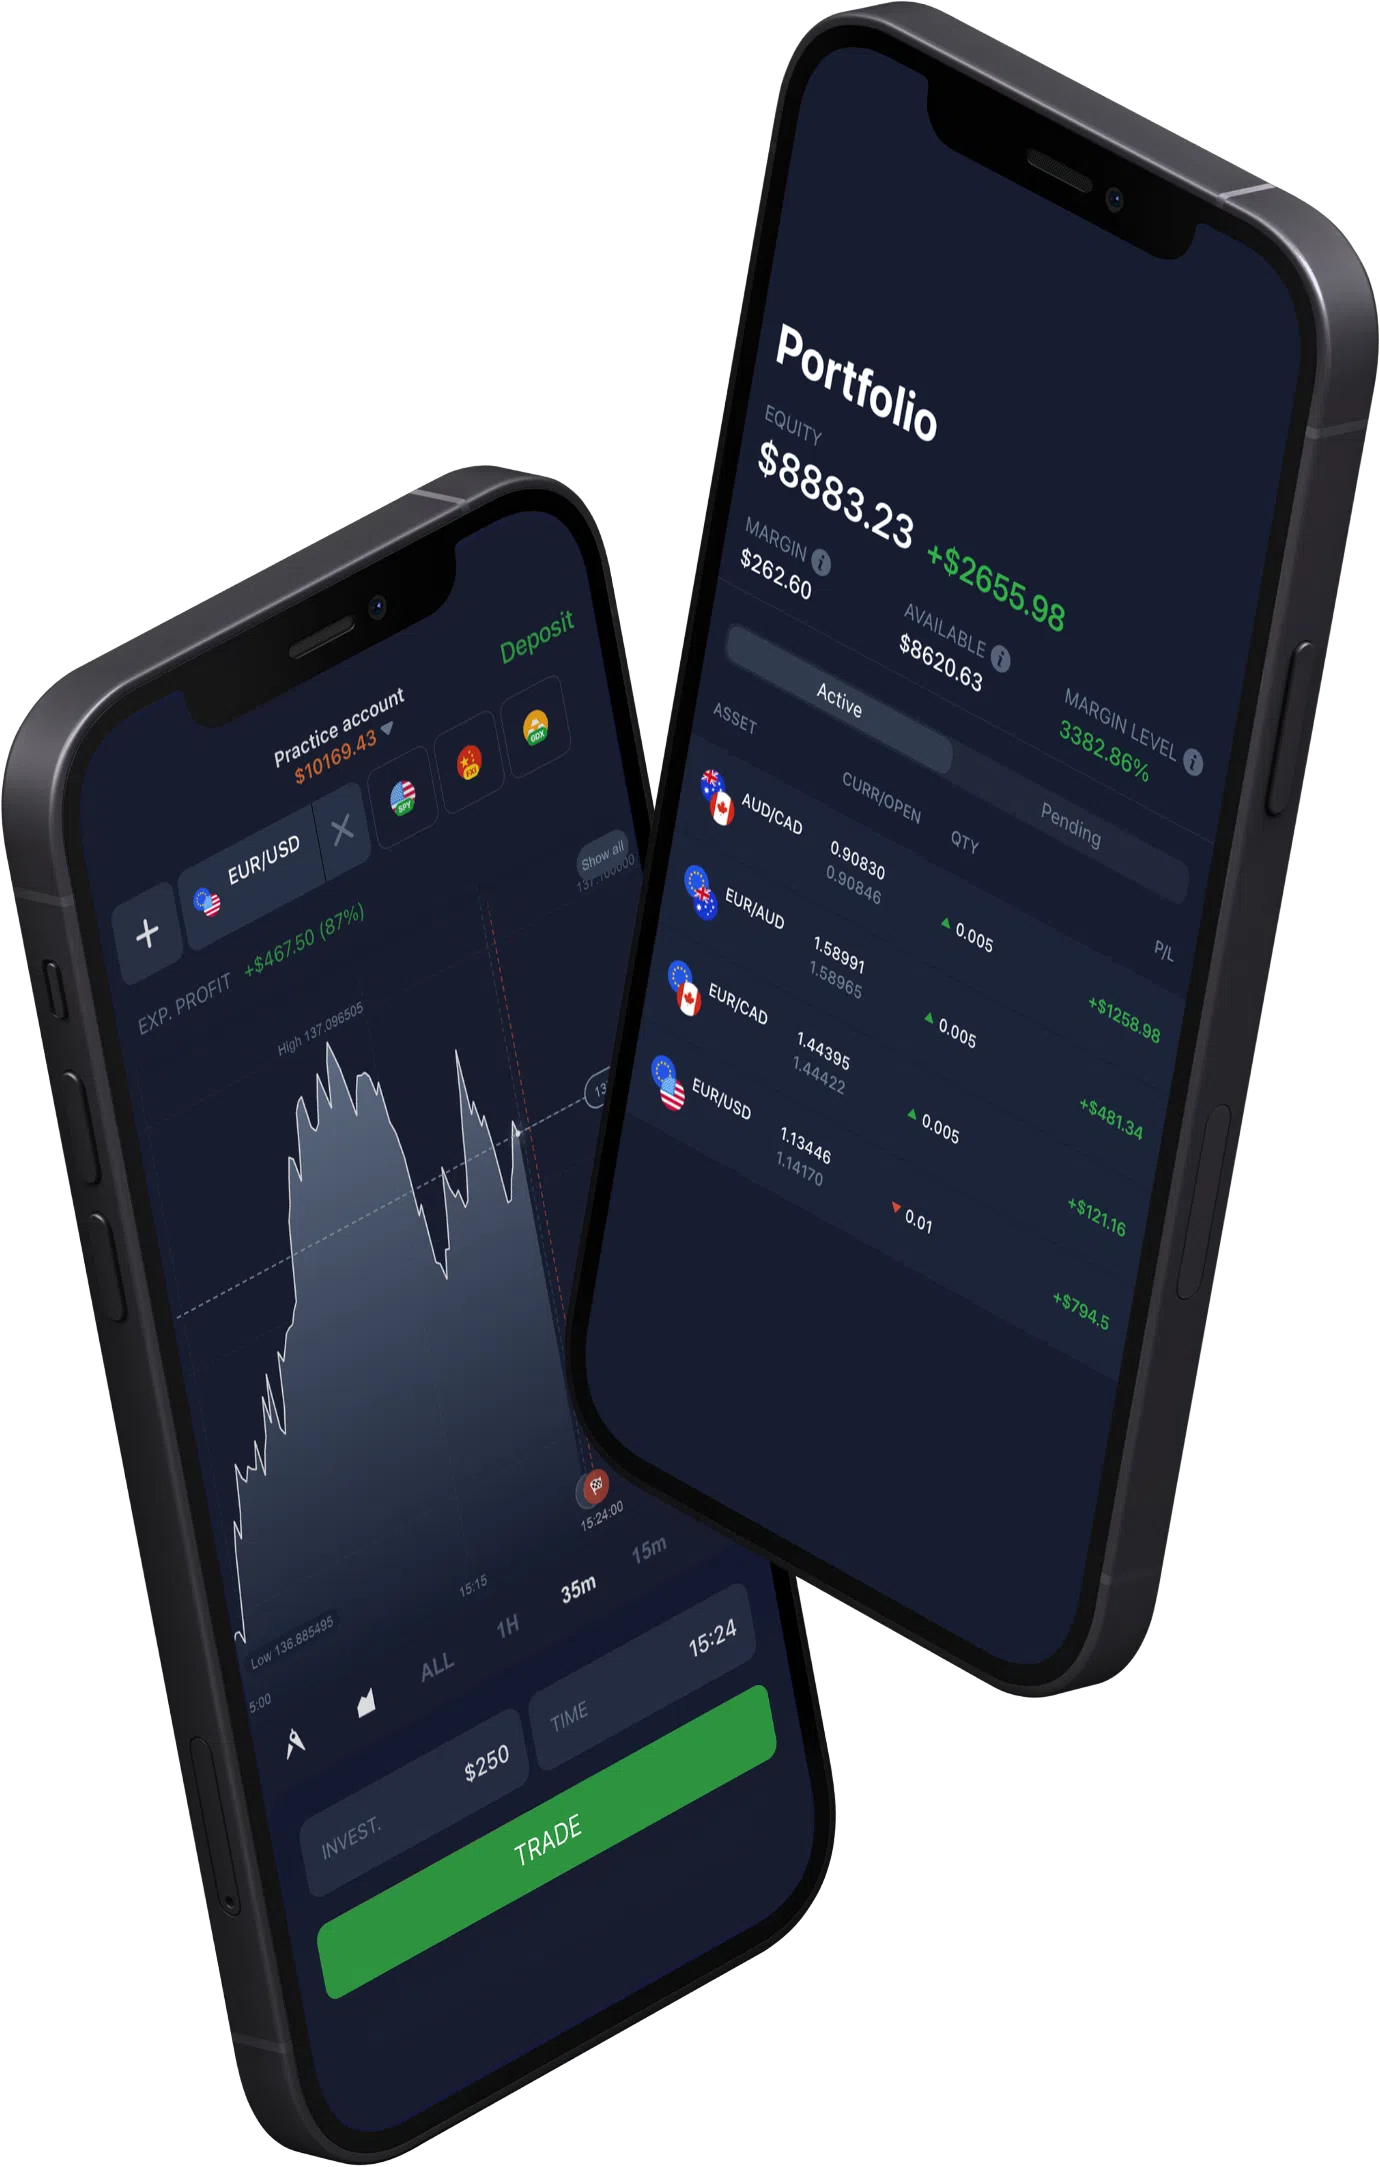 Deposit
Practice account
$10169.43
SPY
FXI
GDX
+
EUR/USD
Show all
137.100000
EXP. PROFIT +$467.50 (87%)
High 137.096505
15:24:00
15:15
Low 136.885495
5:00
ALL 1H 35m 15m
INVEST. $250
TIME 15:24
TRADE
Portfolio
EQUITY
$8883.23 +$2655.98
MARGIN
$262.60
AVAILABLE
$8620.63
MARGIN LEVEL
3382.86%
Active Pending
ASSET CURR/OPEN QTY P/L
AUD/CAD 0.90830 0.005 +$1258.98
0.90846
EUR/AUD 1.58991 0.005 +$481.34
1.58965
EUR/CAD 1.44395 0.005 +$121.16
1.44422
EUR/USD 1.13446 0.01 +$794.5
1.14170